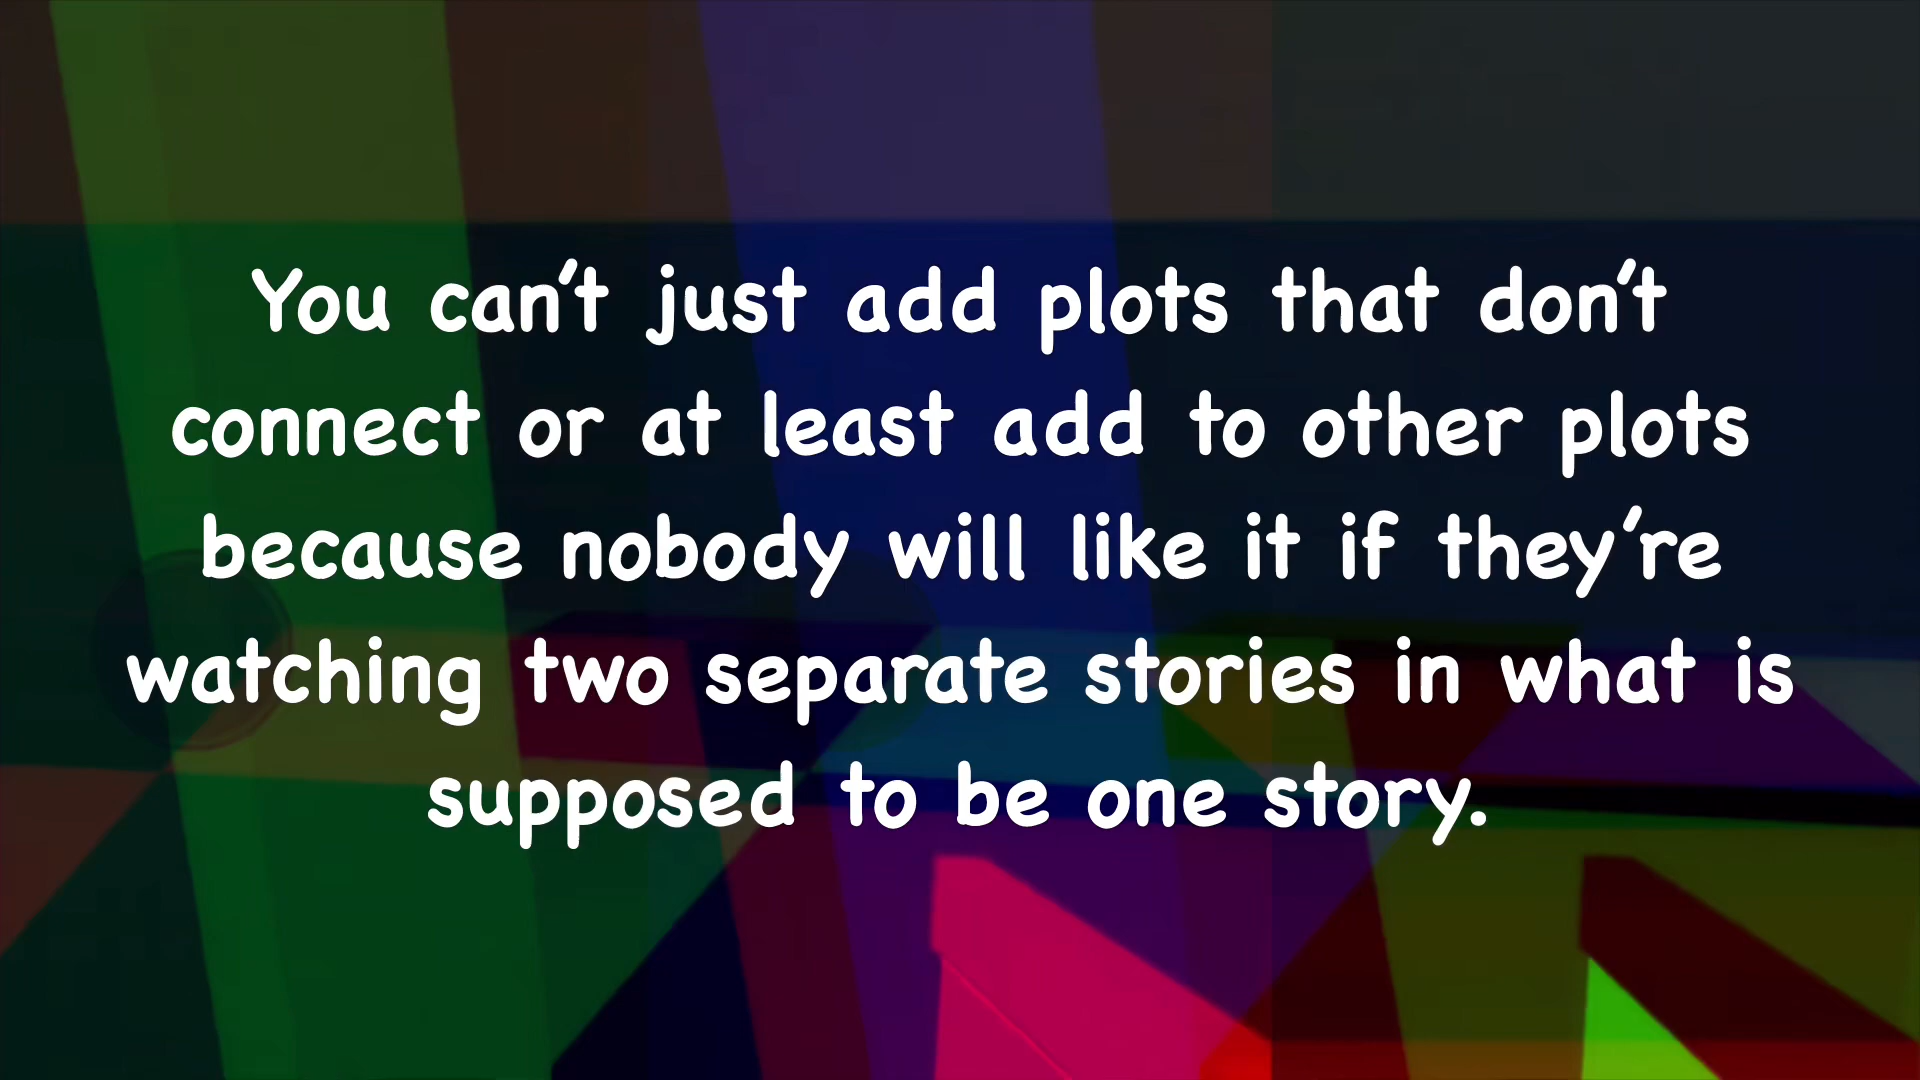 You can't just add plots that don't
connect or at least add to other plots
because nobody will like it if they're
watching two separate stories in what is
supposed to be one story.